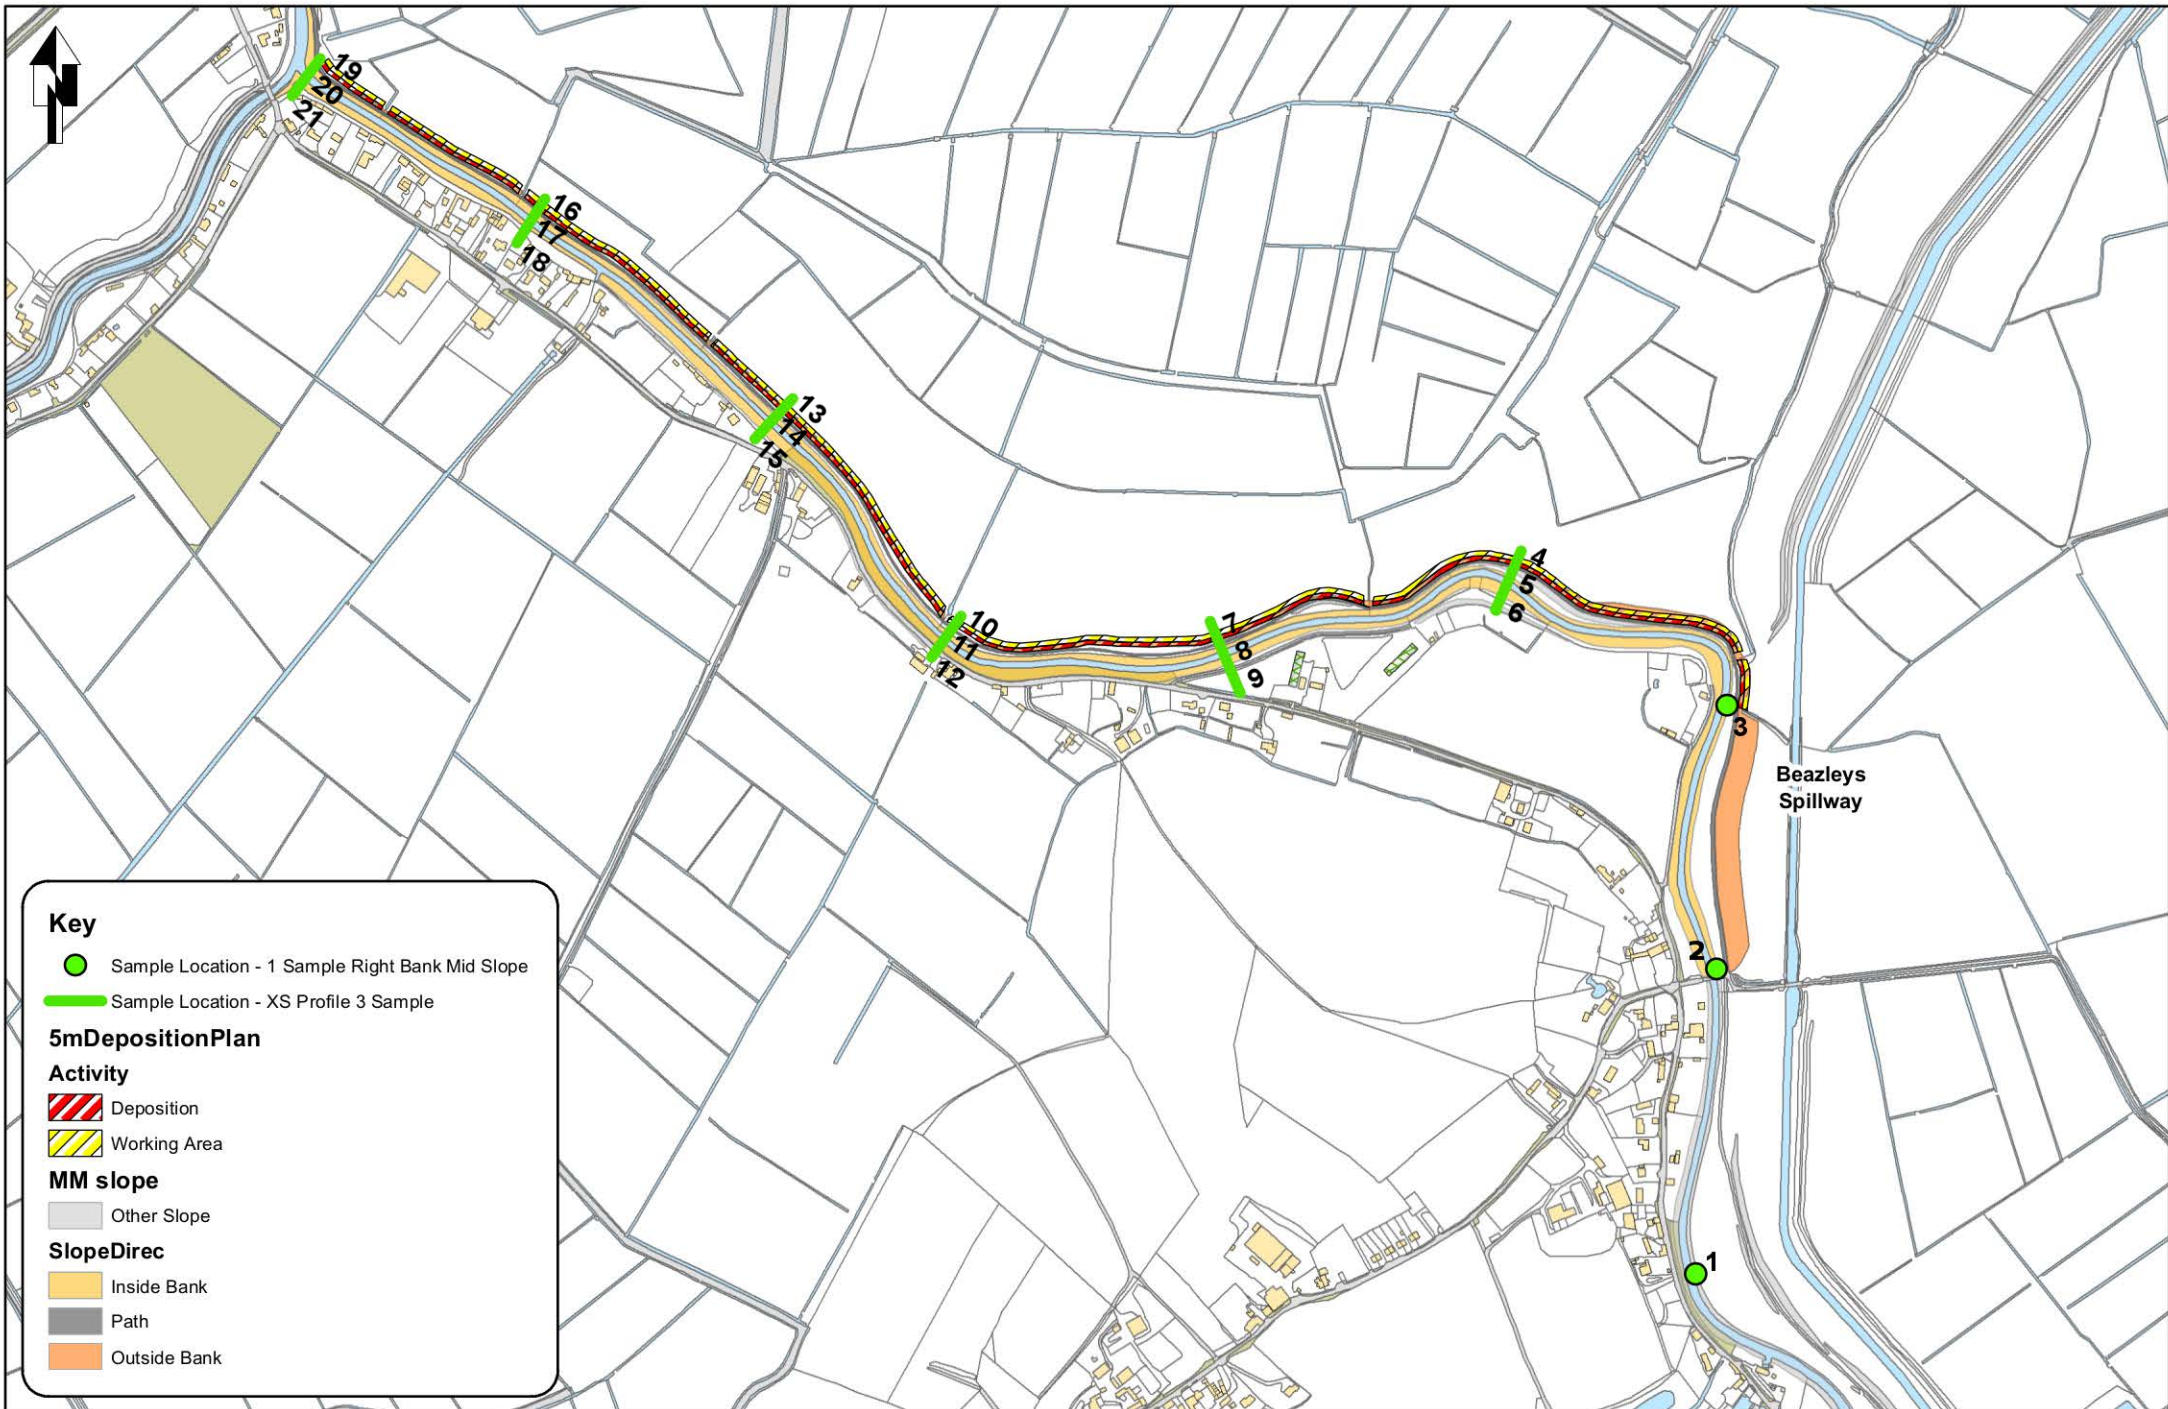 N
19
20
21
16
17
18
13
14
15
10
11
12
7
8
9
4
5
6
3
Beazleys
Spillway
2
1
Key
Sample Location - 1 Sample Right Bank Mid Slope
Sample Location - XS Profile 3 Sample
5mDepositionPlan
Activity
Deposition
Working Area
MM slope
Other Slope
SlopeDirec
Inside Bank
Path
Outside Bank